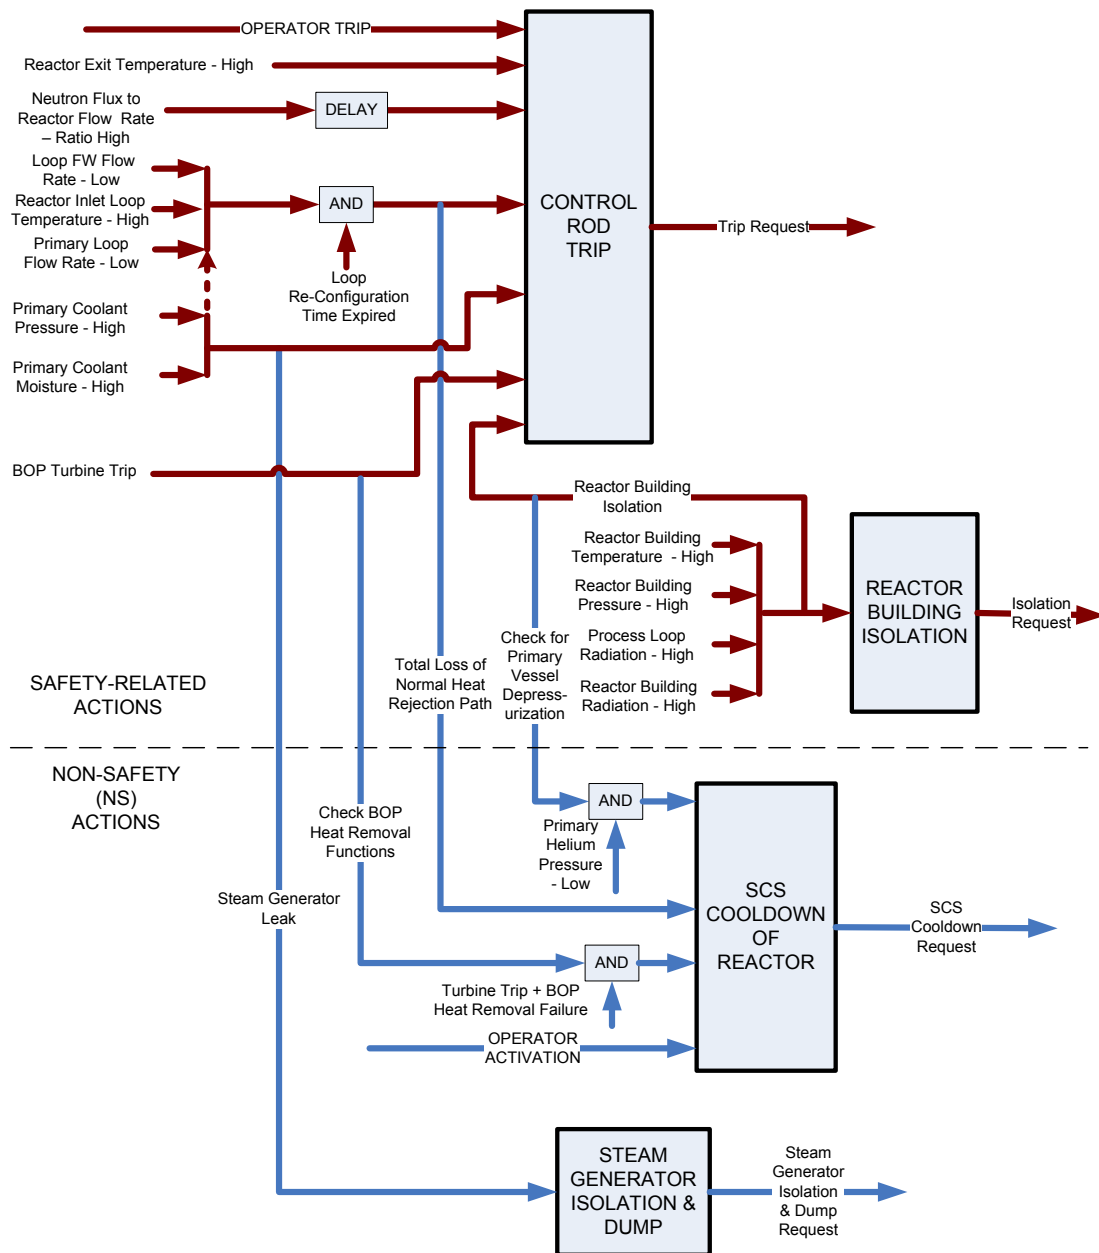 OPERATOR TRIP
Reactor Exit Temperature - High
Neutron Flux to
Reactor Flow Rate
– Ratio High
DELAY
Loop FW Flow
Rate - Low
Reactor Inlet Loop
Temperature - High
Primary Loop
Flow Rate - Low
AND
Loop
Re-Configuration
Time Expired
CONTROL
ROD
TRIP
Trip Request
Primary Coolant
Pressure - High
Primary Coolant
Moisture - High
BOP Turbine Trip
Reactor Building
Isolation
Reactor Building
Temperature - High
Reactor Building
Pressure - High
Process Loop
Radiation - High
Reactor Building
Radiation - High
REACTOR
BUILDING
ISOLATION
Isolation
Request
Check for
Primary
Vessel
Depress-
urization
Total Loss of
Normal Heat
Rejection Path
SAFETY-RELATED
ACTIONS
NON-SAFETY
(NS)
ACTIONS
Check BOP
Heat Removal
Functions
AND
Primary
Helium
Pressure
- Low
Steam Generator
Leak
SCS
COOLDOWN
OF
REACTOR
SCS
Cooldown
Request
AND
Turbine Trip + BOP
Heat Removal Failure
OPERATOR
ACTIVATION
STEAM
GENERATOR
ISOLATION &
DUMP
Steam
Generator
Isolation
& Dump
Request